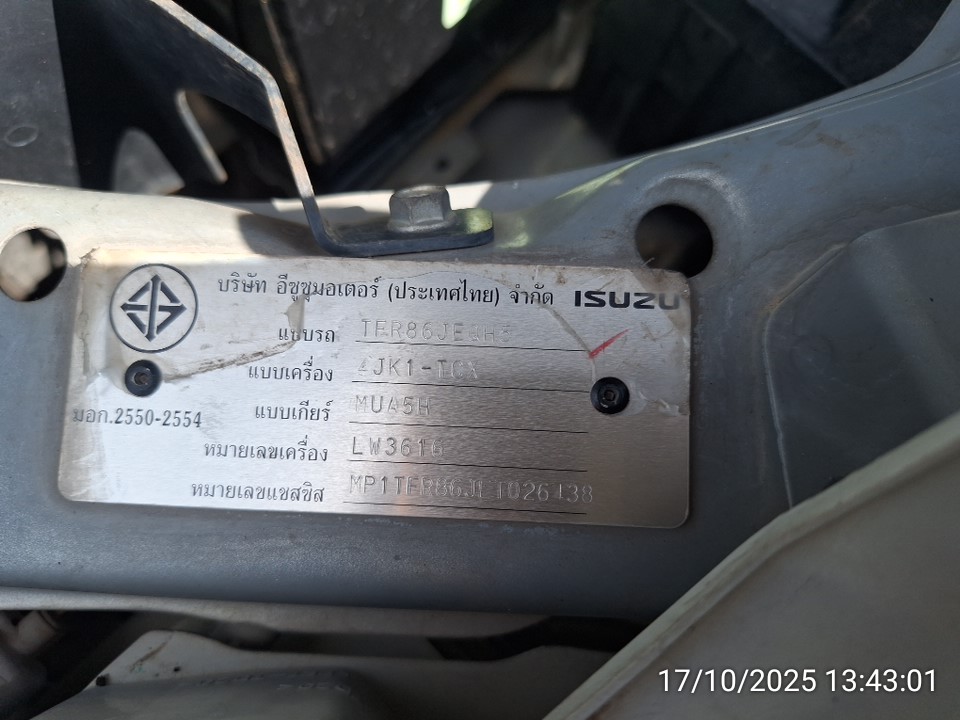 บริษัท อีซูซุมอเตอร์ (ประเทศไทย) จำกัด ISUZU
แบบรถ
แบบเครื่อง
แบบเกียร์ MUA5H
มอก.2550-2554
หมายเลขเครื่อง
หมายเลขแชสซิส
17/10/2025 13:43:01